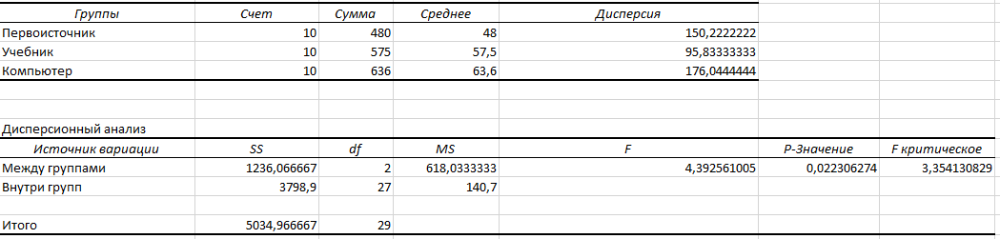 Группы Счет Сумма Среднее Дисперсия
Первоисточник 10 480 48 150,2222222
Учебник 10 575 57,5 95,83333333
Компьютер 10 636 63,6 176,0444444
Дисперсионный анализ
Источник вариации SS df MS F P-Значение F критическое
Между группами 1236,066667 2 618,0333333 4,392561005 0,022306274 3,354130829
Внутри групп 3798,9 27 140,7
Итого 5034,966667 29